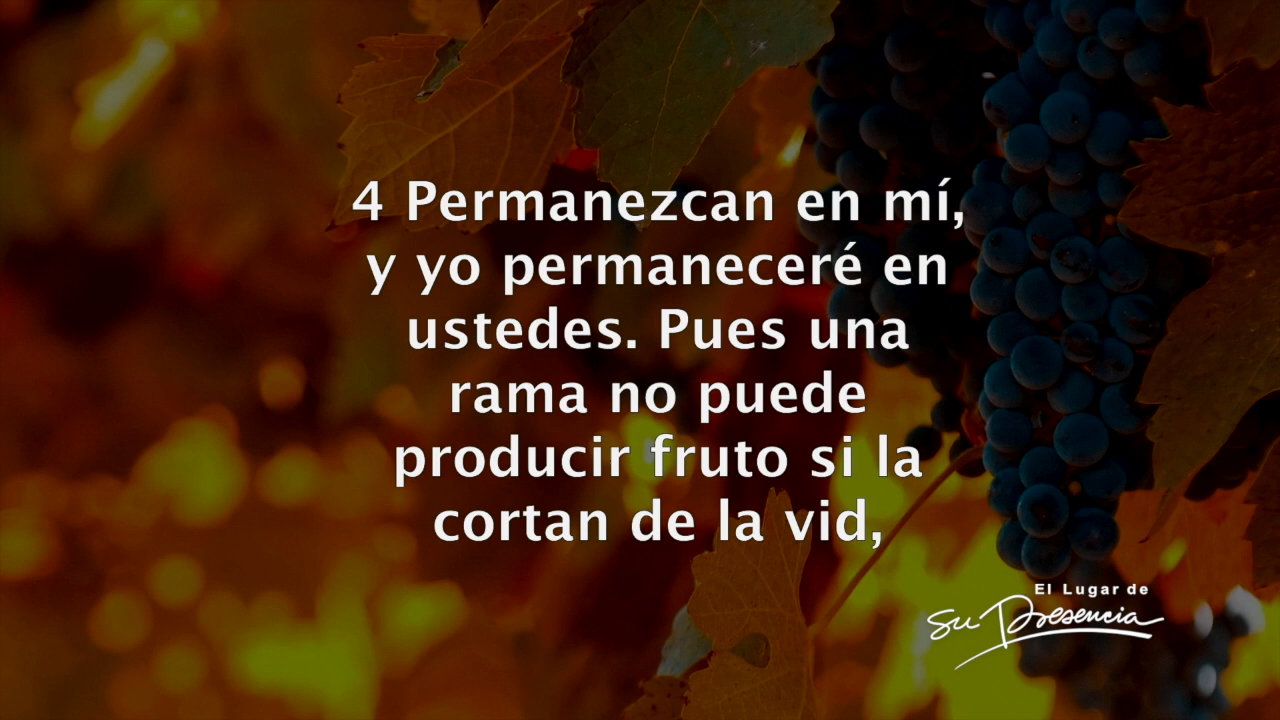 4 Permanezcan en mí,
y yo permaneceré en
ustedes. Pues una
rama no puede
producir fruto si la
cortan de la vid,
El Lugar de
Su Presencia